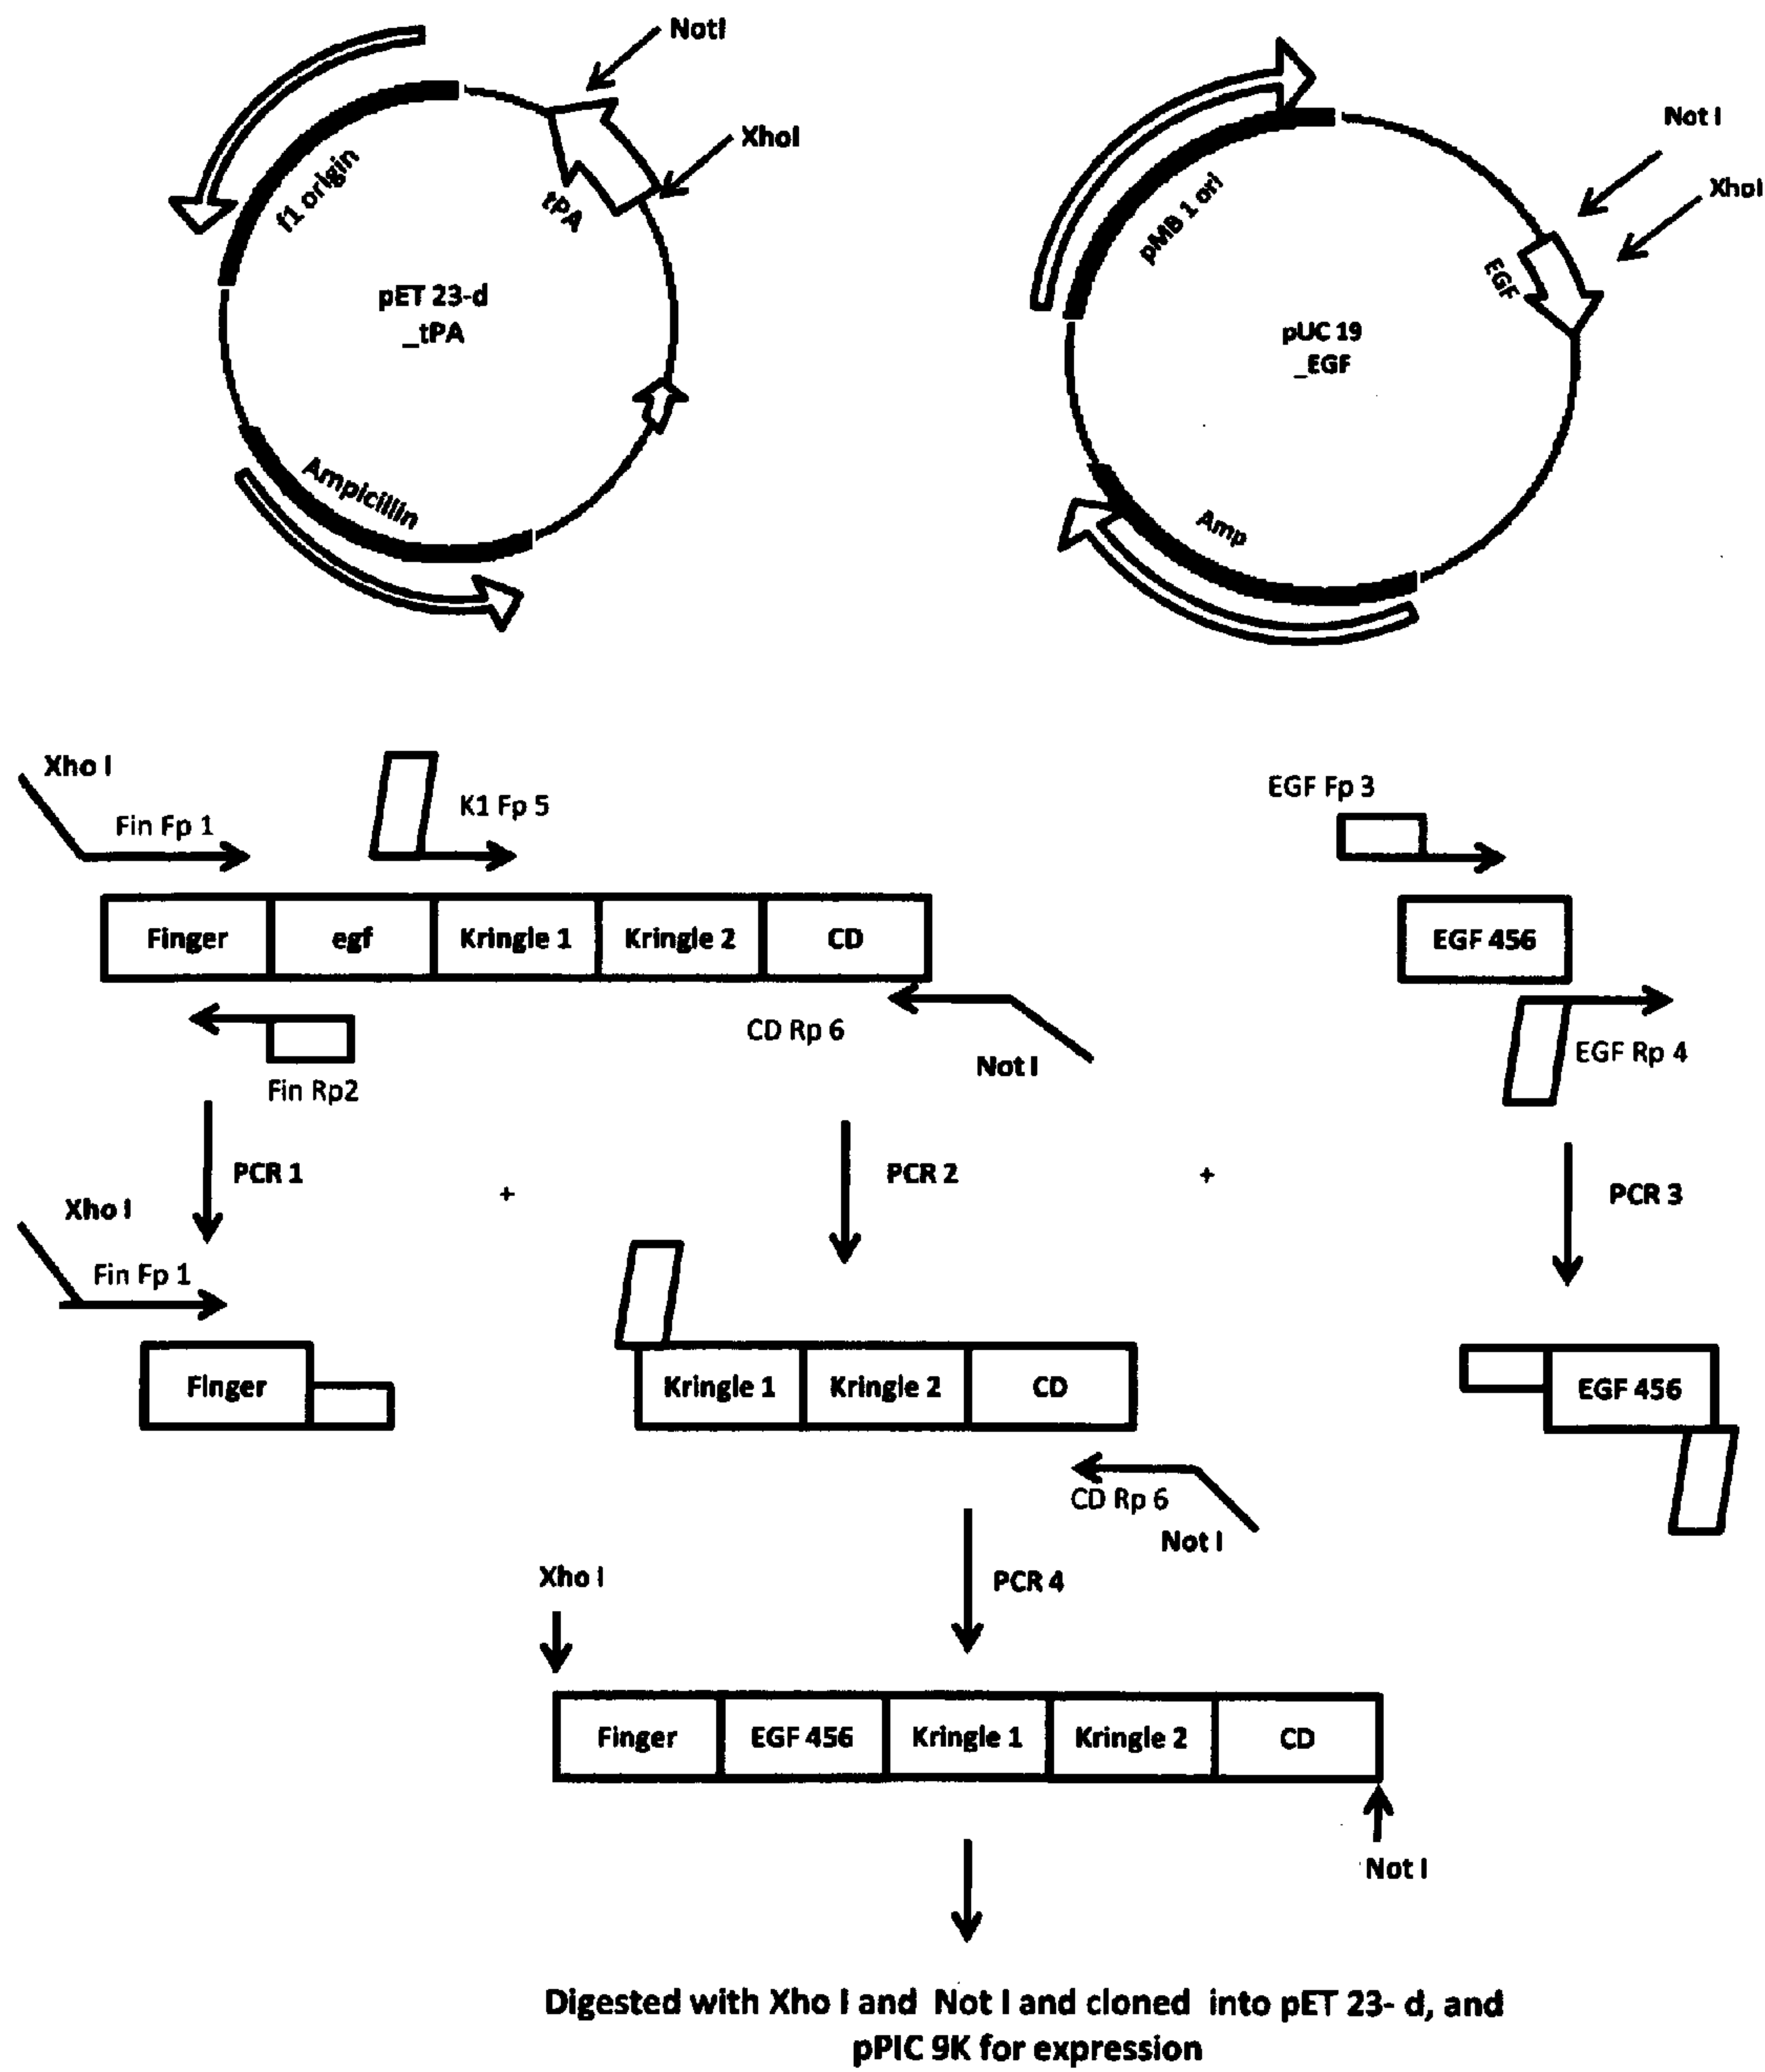 NotI
XhoI
f1 origin
tPA
pET 23-d
_tPA
Ampicillin
Not I
XhoI
pMB 1 ori
EGF
pUC 19
_EGF
Amp
Xho I
Fin Fp 1
K1 Fp 5
EGF Fp 3
Finger
egf
Kringle 1
Kringle 2
CD
EGF 456
Fin Rp2
CD Rp 6
Not I
EGF Rp 4
PCR 1
+
PCR 2
+
PCR 3
Xho I
Fin Fp 1
Finger
Kringle 1
Kringle 2
CD
EGF 456
CD Rp 6
Not I
Xho I
PCR 4
Finger
EGF 456
Kringle 1
Kringle 2
CD
Not I
Digested with Xho I and Not I and cloned into pET 23- d, and
pPIC 9K for expression